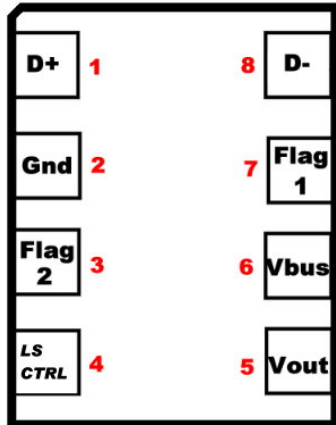 D+ 1 8 D-
Gnd 2 7 Flag
1
Flag
2 3 6 Vbus
LS
CTRL 4 5 Vout